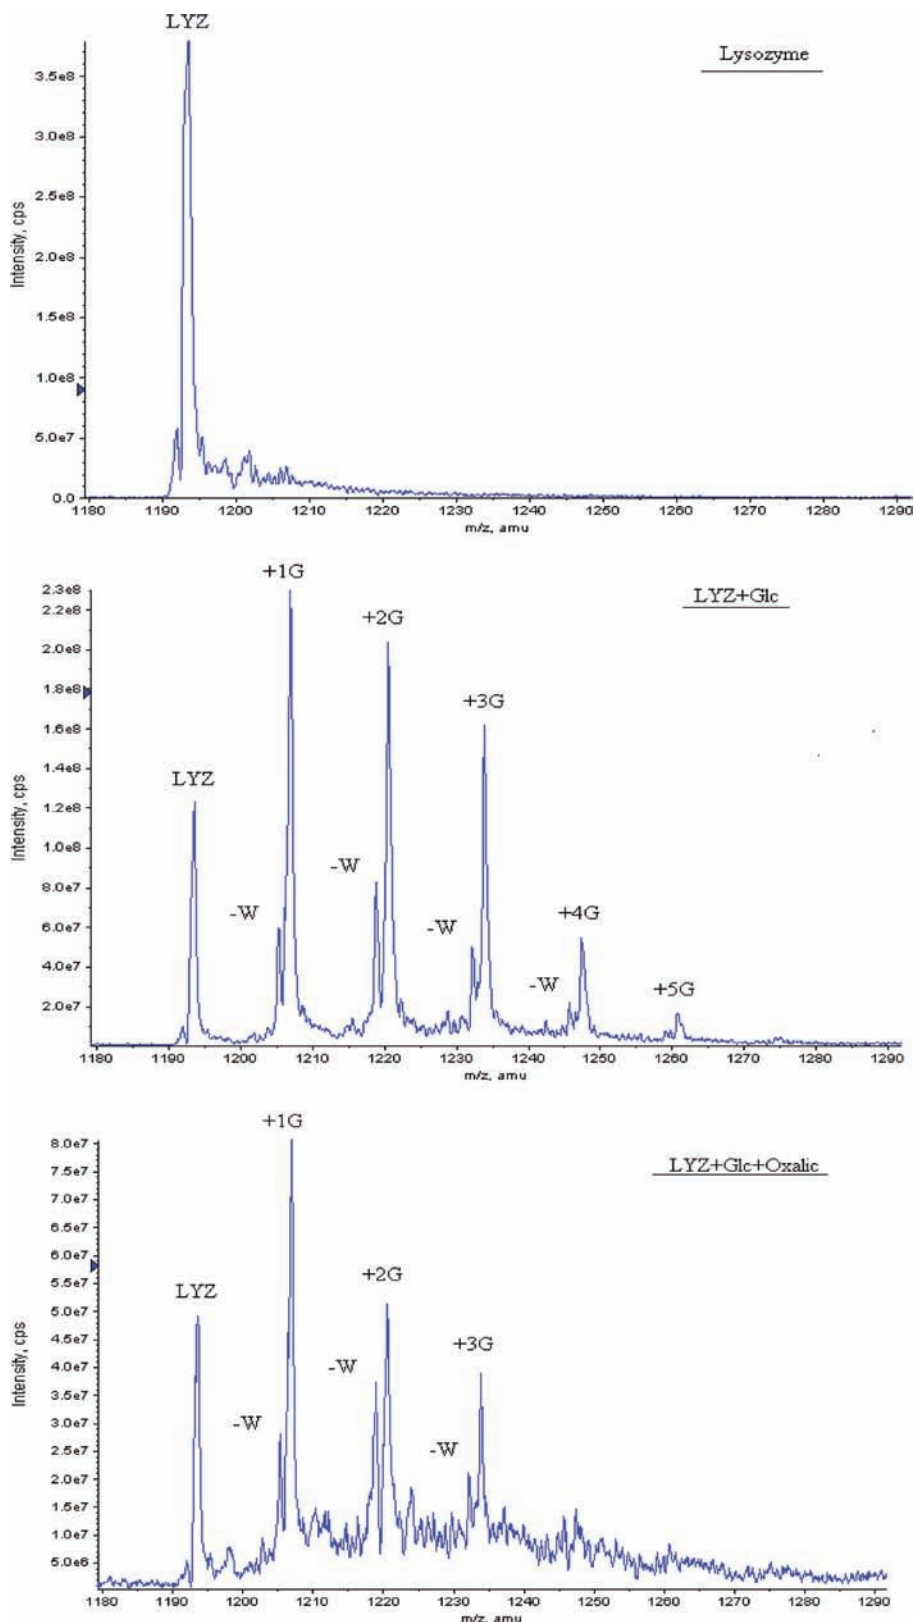 LYZ
Lysozyme
Intensity, cps
3.5e8
3.0e8
2.5e8
2.0e8
1.5e8
1.0e8
5.0e7
0.0
1180 1190 1200 1210 1220 1230 1240 1250 1260 1270 1280 1290
m/z, amu
+1G
LYZ+Glc
+2G
+3G
LYZ
-W
-W
-W
+4G
-W
+5G
Intensity, cps
2.3e8
2.2e8
2.0e8
1.8e8
1.6e8
1.4e8
1.2e8
1.0e8
8.0e7
6.0e7
4.0e7
2.0e7
1180 1190 1200 1210 1220 1230 1240 1250 1260 1270 1280 1290
m/z, amu
+1G
LYZ+Glc+Oxalic
+2G
LYZ
+3G
-W
-W
-W
Intensity, cps
8.0e7
7.5e7
7.0e7
6.5e7
6.0e7
5.5e7
5.0e7
4.5e7
4.0e7
3.5e7
3.0e7
2.5e7
2.0e7
1.5e7
1.0e7
5.0e6
1180 1190 1200 1210 1220 1230 1240 1250 1260 1270 1280 1290
m/z, amu